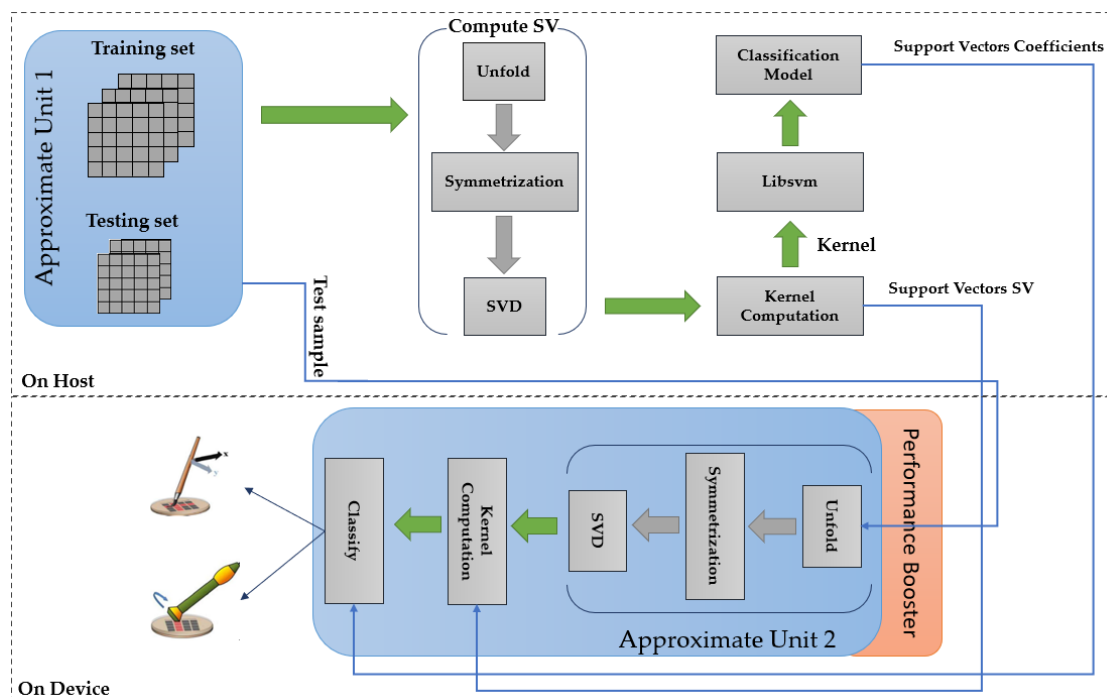 Approximate Unit 1
Training set
Testing set
Compute SV
Unfold
Symmetrization
SVD
Classification
Model
Libsvm
Kernel
Kernel
Computation
Support Vectors Coefficients
Support Vectors SV
Test sample
On Host
Classify
Kernel
Computation
SVD
Symmetrization
Unfold
Performance Booster
Approximate Unit 2
x
y
On Device